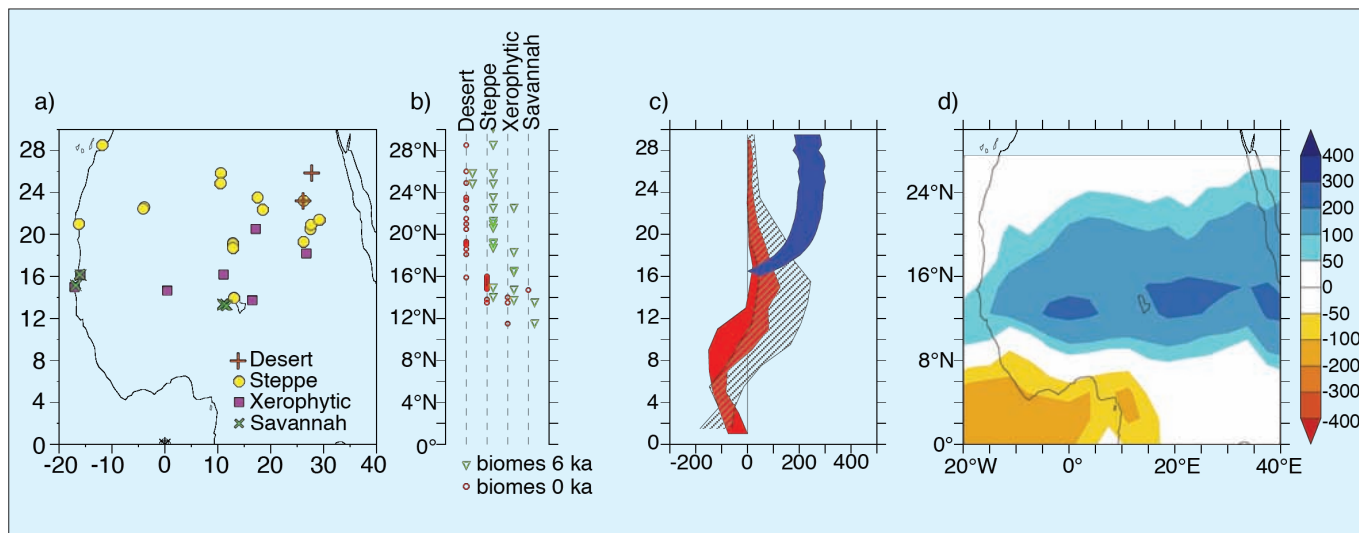 a)
28
24
20
16
12
8
4
0
-20 -10 0 10 20 30 40
Desert
Steppe
Xerophytic
Savannah
b)
Desert
Steppe
Xerophytic
Savannah
28°N
24°N
20°N
16°N
12°N
8°N
4°N
0°
biomes 6 ka
biomes 0 ka
c)
28
24
20
16
12
8
4
0
-200 0 200 400
d)
24°N
16°N
8°N
0°
20°W 0° 20°E 40°E
400
300
200
100
50
0
-50
-100
-200
-300
-400